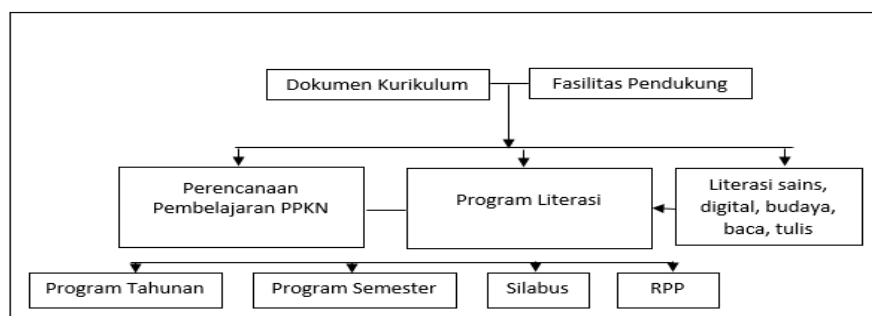 Dokumen Kurikulum
Fasilitas Pendukung
Perencanaan
Pembelajaran PPKN
Program Literasi
Literasi sains,
digital, budaya,
baca, tulis
Program Tahunan
Program Semester
Silabus
RPP